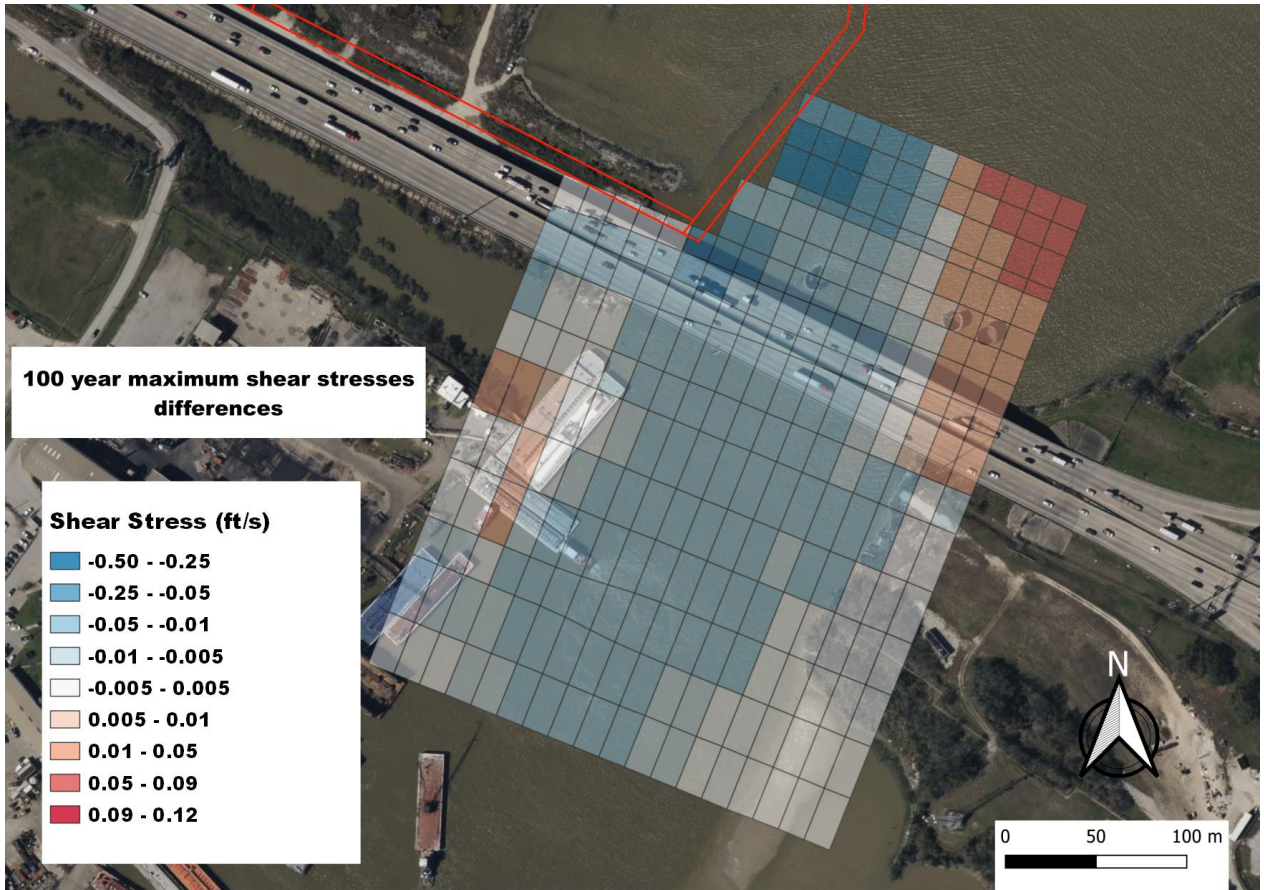 100 year maximum shear stresses
differences
Shear Stress (ft/s)
-0.50 - -0.25
-0.25 - -0.05
-0.05 - -0.01
-0.01 - -0.005
-0.005 - 0.005
0.005 - 0.01
0.01 - 0.05
0.05 - 0.09
0.09 - 0.12
N
0 50 100 m